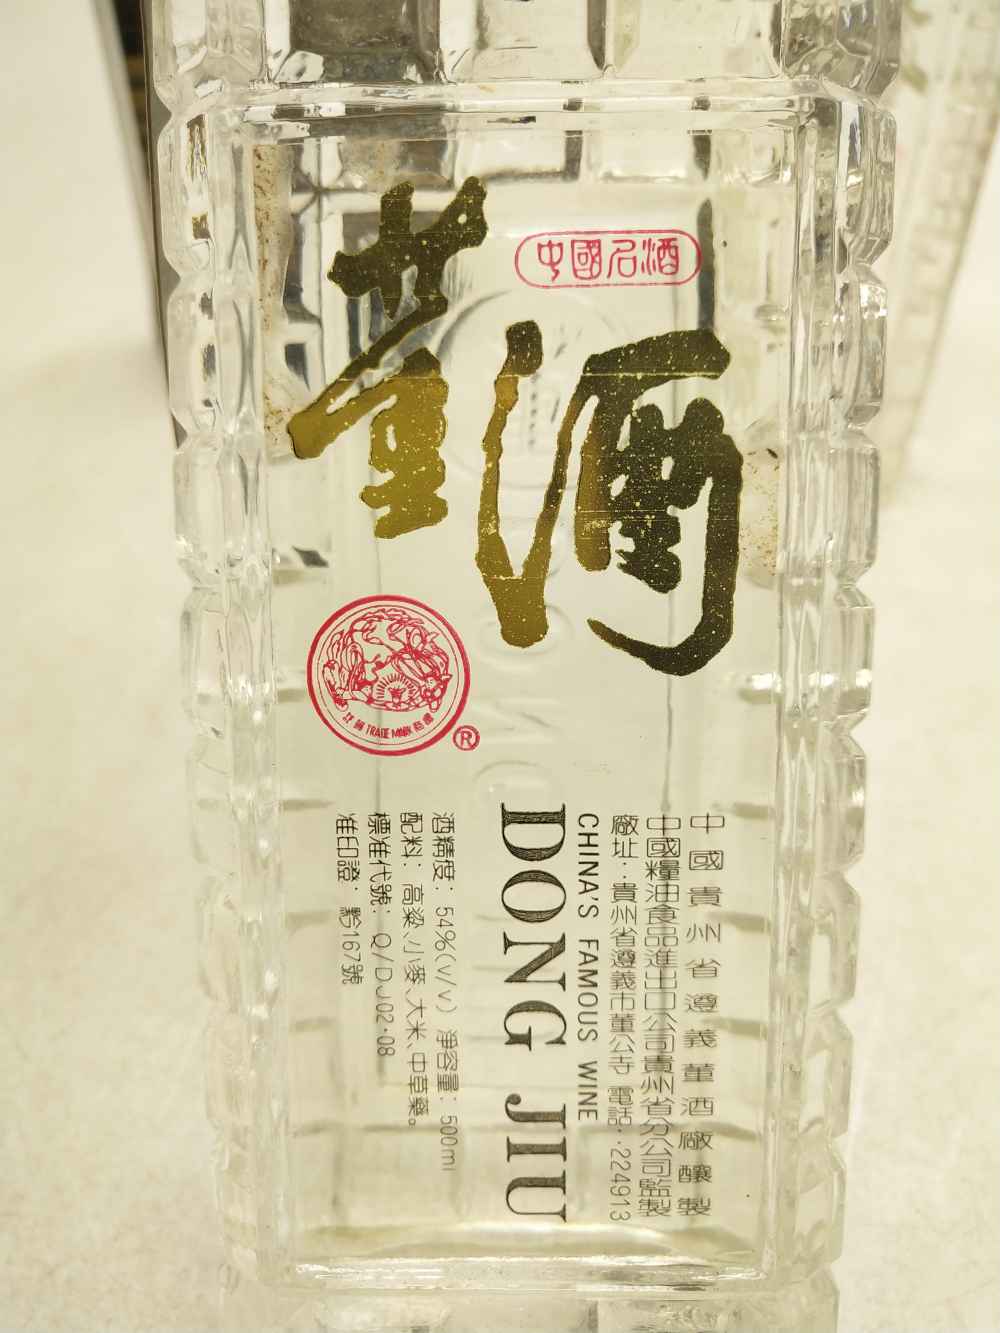 中國名酒
董酒
TRADE MARK
®
中國貴州省遵義董酒廠釀製
中國糧油食品進出口公司貴州省分公司監製
廠址：貴州省遵義市董公寺 電話：224913
CHINA'S FAMOUS WINE
DONG JIU
酒精度：54%(v/v) 淨容量：500ml
配料：高粱、小麥、大米、中草藥。
標准代號：Q/DJ02·08
准印證：黔167號